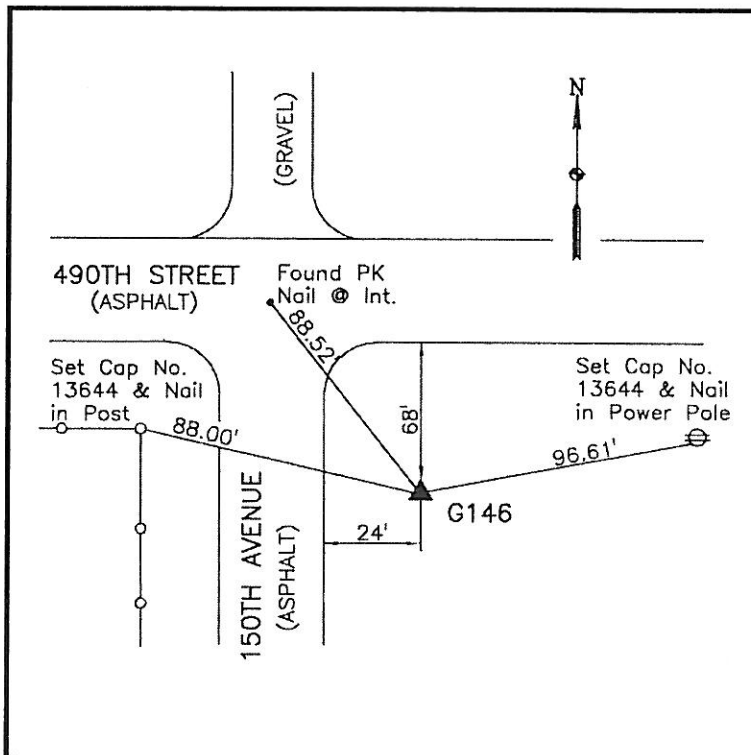 (GRAVEL)
N
490TH STREET
(ASPHALT)
Found PK
Nail @ Int.
88.52'
Set Cap No.
13644 & Nail
in Post
88.00'
68'
Set Cap No.
13644 & Nail
in Power Pole
96.61'
G146
24'
150TH AVENUE
(ASPHALT)